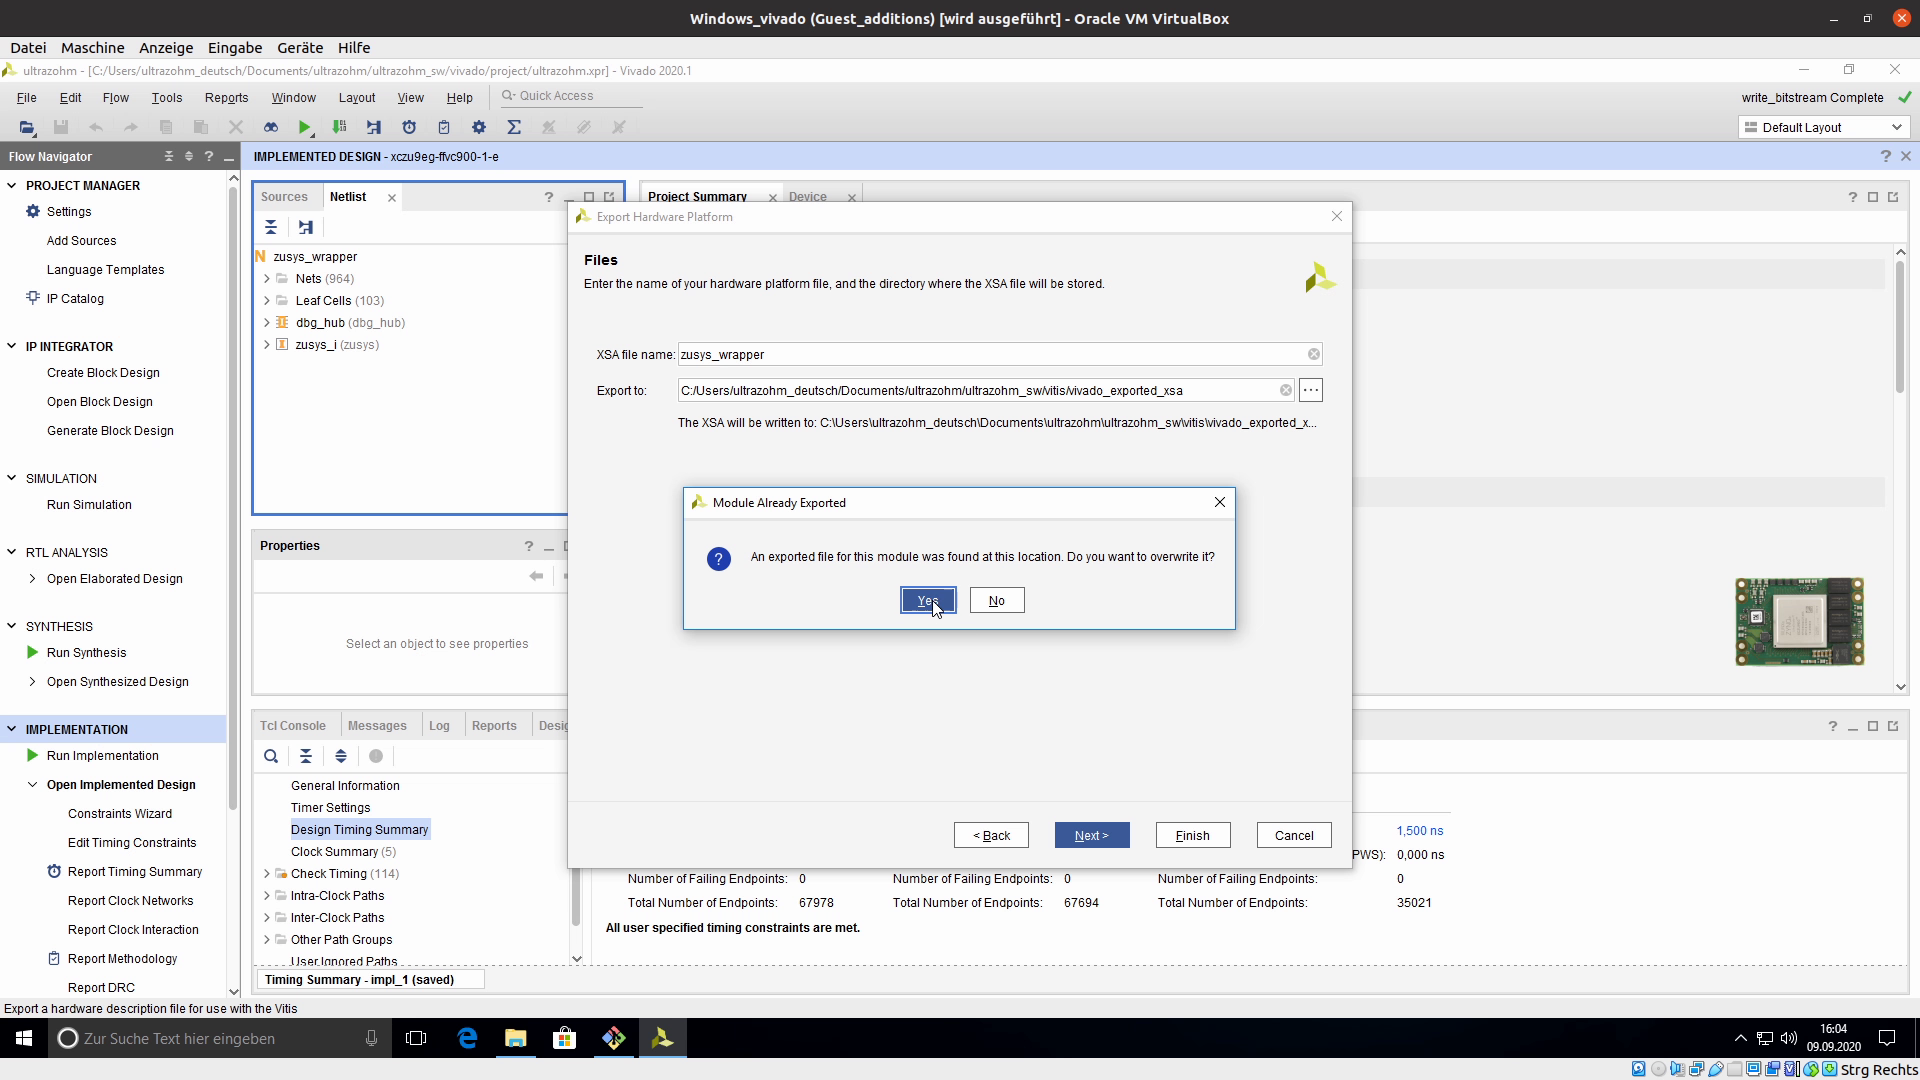 Windows_vivado (Guest_additions) [wird ausgeführt] - Oracle VM VirtualBox
Datei Maschine Anzeige Eingabe Geräte Hilfe
ultrazohm - [C:/Users/ultrazohm_deutsch/Documents/ultrazohm/ultrazohm_sw/vivado/project/ultrazohm.xpr] - Vivado 2020.1
File Edit Flow Tools Reports Window Layout View Help Quick Access
write_bitstream Complete
Default Layout
Flow Navigator
IMPLEMENTED DESIGN - xczu9eg-ffvc900-1-e
PROJECT MANAGER
Settings
Add Sources
Language Templates
IP Catalog
IP INTEGRATOR
Create Block Design
Open Block Design
Generate Block Design
SIMULATION
Run Simulation
RTL ANALYSIS
Open Elaborated Design
SYNTHESIS
Run Synthesis
Open Synthesized Design
IMPLEMENTATION
Run Implementation
Open Implemented Design
Constraints Wizard
Edit Timing Constraints
Report Timing Summary
Report Clock Networks
Report Clock Interaction
Report Methodology
Report DRC
Sources Netlist
N zusys_wrapper
Nets (964)
Leaf Cells (103)
dbg_hub (dbg_hub)
zusys_i (zusys)
Project Summary Device
Properties
Select an object to see properties
Export Hardware Platform
Files
Enter the name of your hardware platform file, and the directory where the XSA file will be stored.
XSA file name: zusys_wrapper
Export to: C:/Users/ultrazohm_deutsch/Documents/ultrazohm/ultrazohm_sw/vitis/vivado_exported_xsa
The XSA will be written to: C:\Users\ultrazohm_deutsch\Documents\ultrazohm\ultrazohm_sw\vitis\vivado_exported_x...
Module Already Exported
An exported file for this module was found at this location. Do you want to overwrite it?
Yes No
< Back Next > Finish Cancel
Tcl Console Messages Log Reports Desig
General Information
Timer Settings
Design Timing Summary
Clock Summary (5)
Check Timing (114)
Intra-Clock Paths
Inter-Clock Paths
Other Path Groups
User Ignored Paths
1,500 ns
PWS): 0,000 ns
Number of Failing Endpoints: 0 Number of Failing Endpoints: 0 Number of Failing Endpoints: 0
Total Number of Endpoints: 67978 Total Number of Endpoints: 67694 Total Number of Endpoints: 35021
All user specified timing constraints are met.
Timing Summary - impl_1 (saved)
Export a hardware description file for use with the Vitis
Zur Suche Text hier eingeben
16:04
09.09.2020
Strg Rechts